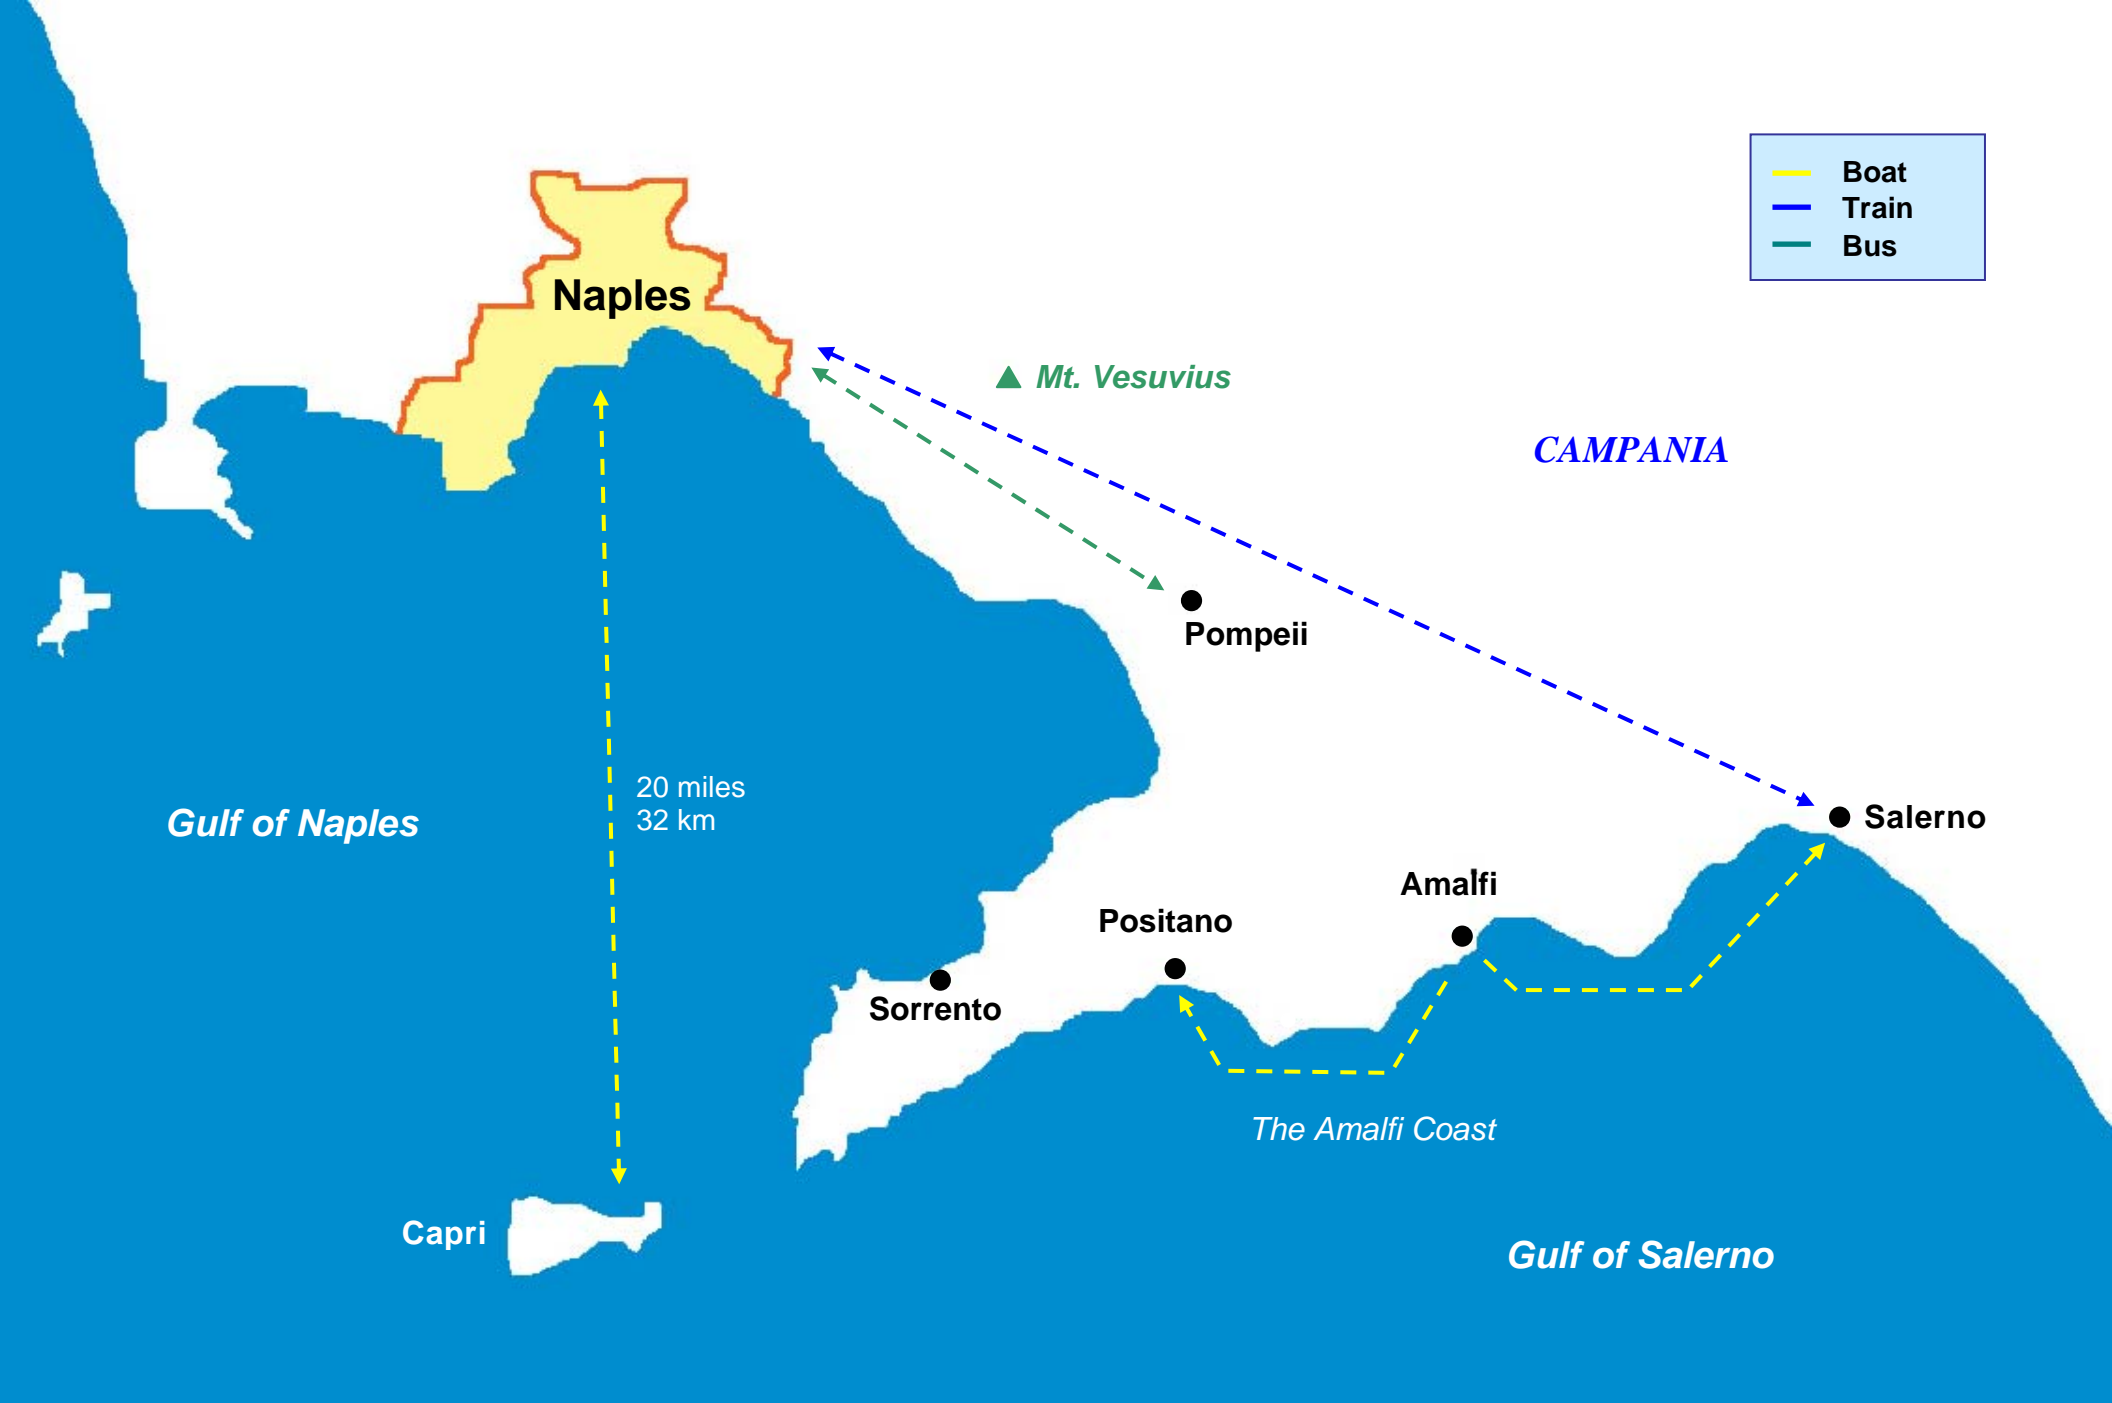 Boat
Train
Bus
Naples
Mt. Vesuvius
CAMPANIA
Pompeii
20 miles
32 km
Gulf of Naples
Salerno
Amalfi
Positano
Sorrento
The Amalfi Coast
Capri
Gulf of Salerno